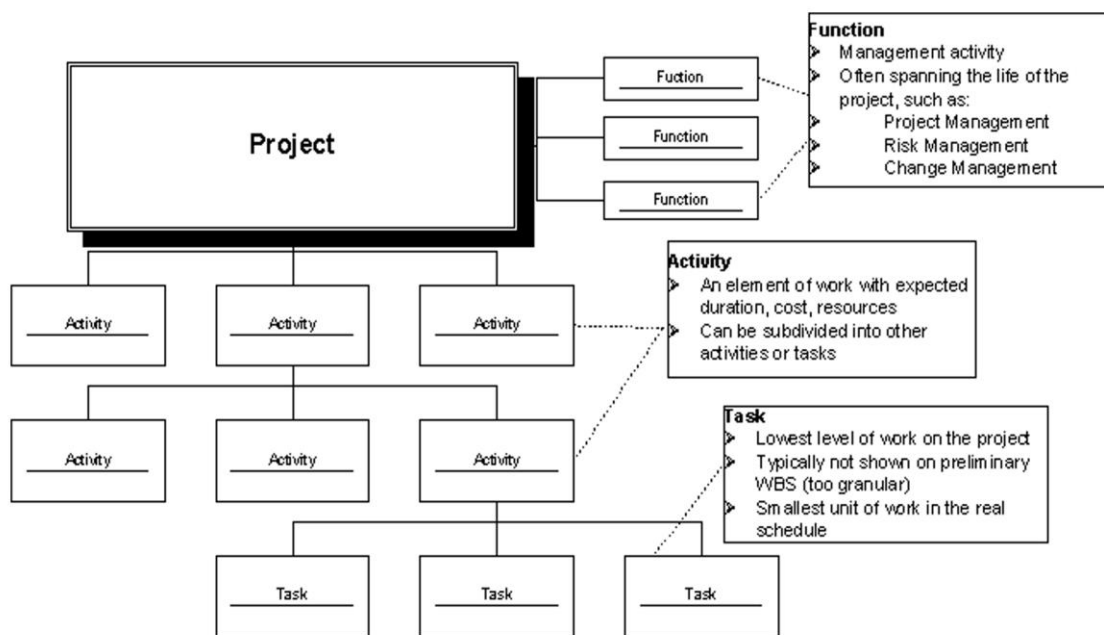 Project
Fuction
Function
Function
Function
Management activity
Often spanning the life of the
project, such as:
Project Management
Risk Management
Change Management
Activity
An element of work with expected
duration, cost, resources
Can be subdivided into other
activities or tasks
Activity
Activity
Activity
Activity
Activity
Activity
Task
Lowest level of work on the project
Typically not shown on preliminary
WBS (too granular)
Smallest unit of work in the real
schedule
Task
Task
Task